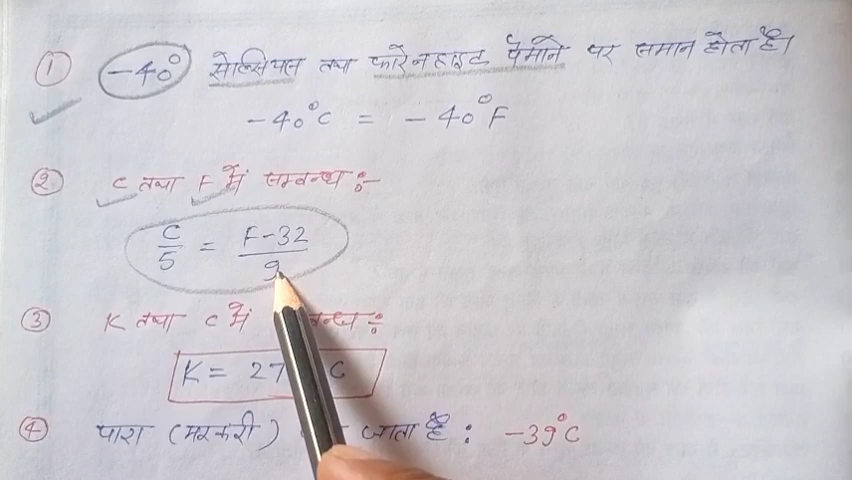 ① -40° सेल्सियस तथा फारेनहाइट पैमाने पर समान होता है।
-40°C = -40°F
② C तथा F में सम्बन्ध :-
C/5 = F-32/9
③ K तथा C में :
K = 27 C
④ पारा (मरकरी) जाता है : -39°C